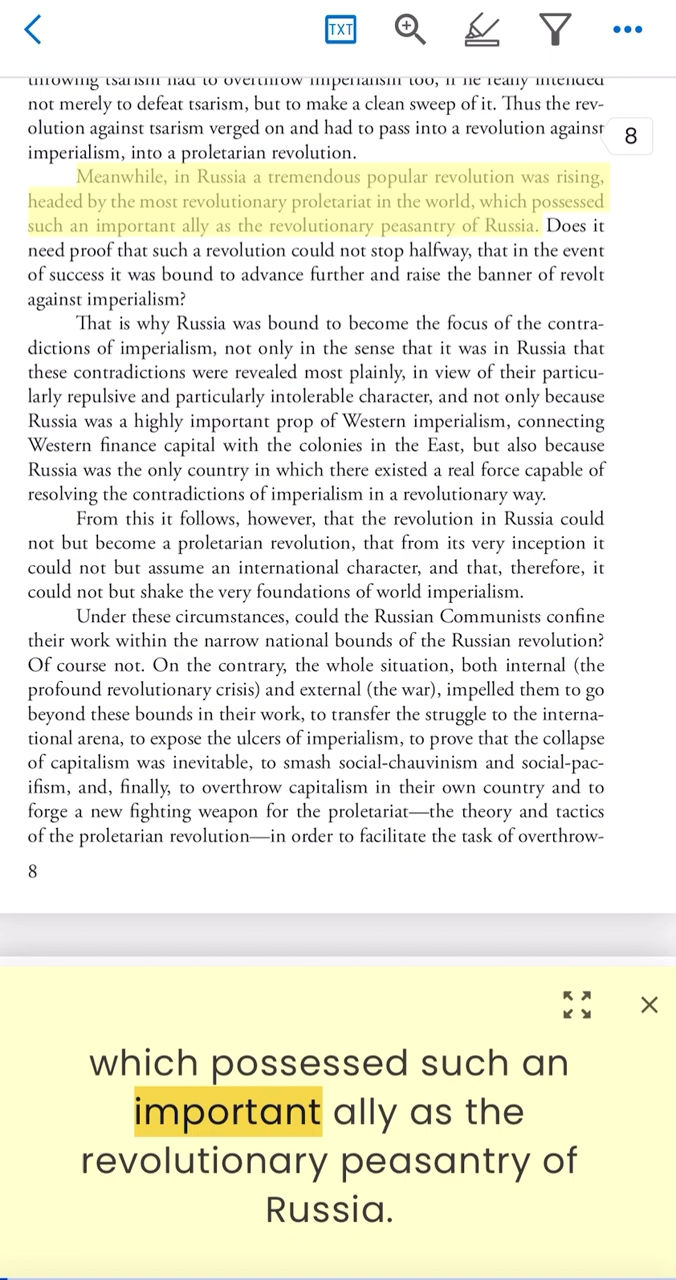 TXT
throwing tsarism had to overthrow imperialism too, if he really intended
not merely to defeat tsarism, but to make a clean sweep of it. Thus the rev-
olution against tsarism verged on and had to pass into a revolution against
8
imperialism, into a proletarian revolution.
Meanwhile, in Russia a tremendous popular revolution was rising,
headed by the most revolutionary proletariat in the world, which possessed
such an important ally as the revolutionary peasantry of Russia. Does it
need proof that such a revolution could not stop halfway, that in the event
of success it was bound to advance further and raise the banner of revolt
against imperialism?
That is why Russia was bound to become the focus of the contra-
dictions of imperialism, not only in the sense that it was in Russia that
these contradictions were revealed most plainly, in view of their particu-
larly repulsive and particularly intolerable character, and not only because
Russia was a highly important prop of Western imperialism, connecting
Western finance capital with the colonies in the East, but also because
Russia was the only country in which there existed a real force capable of
resolving the contradictions of imperialism in a revolutionary way.
From this it follows, however, that the revolution in Russia could
not but become a proletarian revolution, that from its very inception it
could not but assume an international character, and that, therefore, it
could not but shake the very foundations of world imperialism.
Under these circumstances, could the Russian Communists confine
their work within the narrow national bounds of the Russian revolution?
Of course not. On the contrary, the whole situation, both internal (the
profound revolutionary crisis) and external (the war), impelled them to go
beyond these bounds in their work, to transfer the struggle to the interna-
tional arena, to expose the ulcers of imperialism, to prove that the collapse
of capitalism was inevitable, to smash social-chauvinism and social-pac-
ifism, and, finally, to overthrow capitalism in their own country and to
forge a new fighting weapon for the proletariat—the theory and tactics
of the proletarian revolution—in order to facilitate the task of overthrow-
8
which possessed such an
important ally as the
revolutionary peasantry of
Russia.